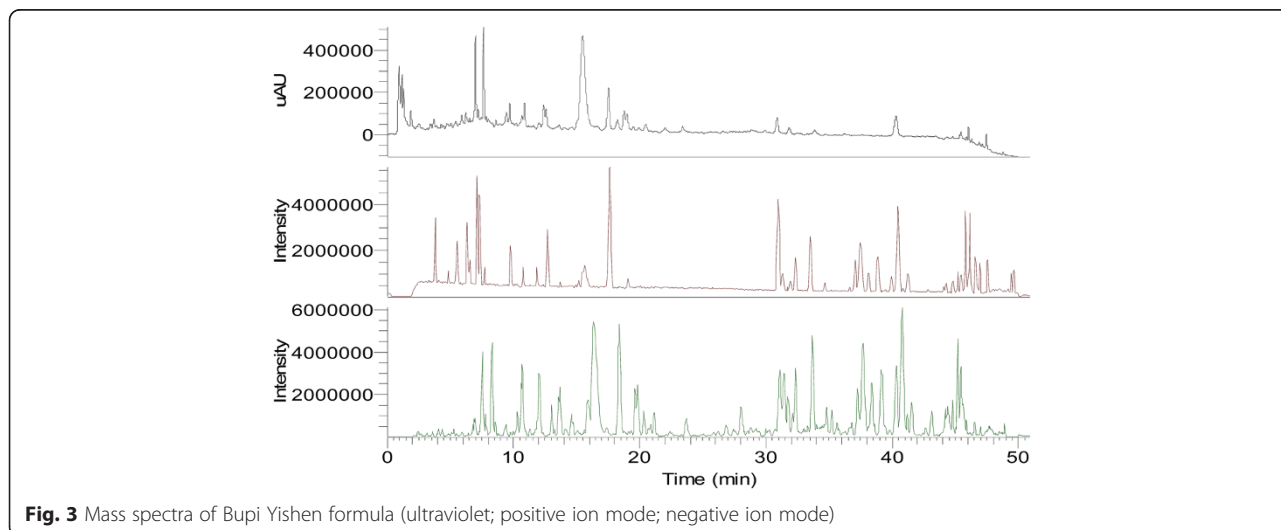 400000
200000
0
uAU
4000000
2000000
0
Intensity
6000000
4000000
2000000
Intensity
0 10 20 30 40 50
Time (min)
Fig. 3 Mass spectra of Bupi Yishen formula (ultraviolet; positive ion mode; negative ion mode)